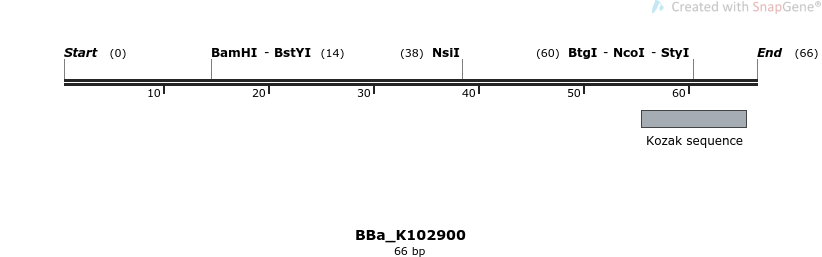 Created with SnapGene®
Start (0) BamHI - BstYI (14) (38) NsiI (60) BtgI - NcoI - StyI End (66)
10 20 30 40 50 60
Kozak sequence
BBa_K102900
66 bp